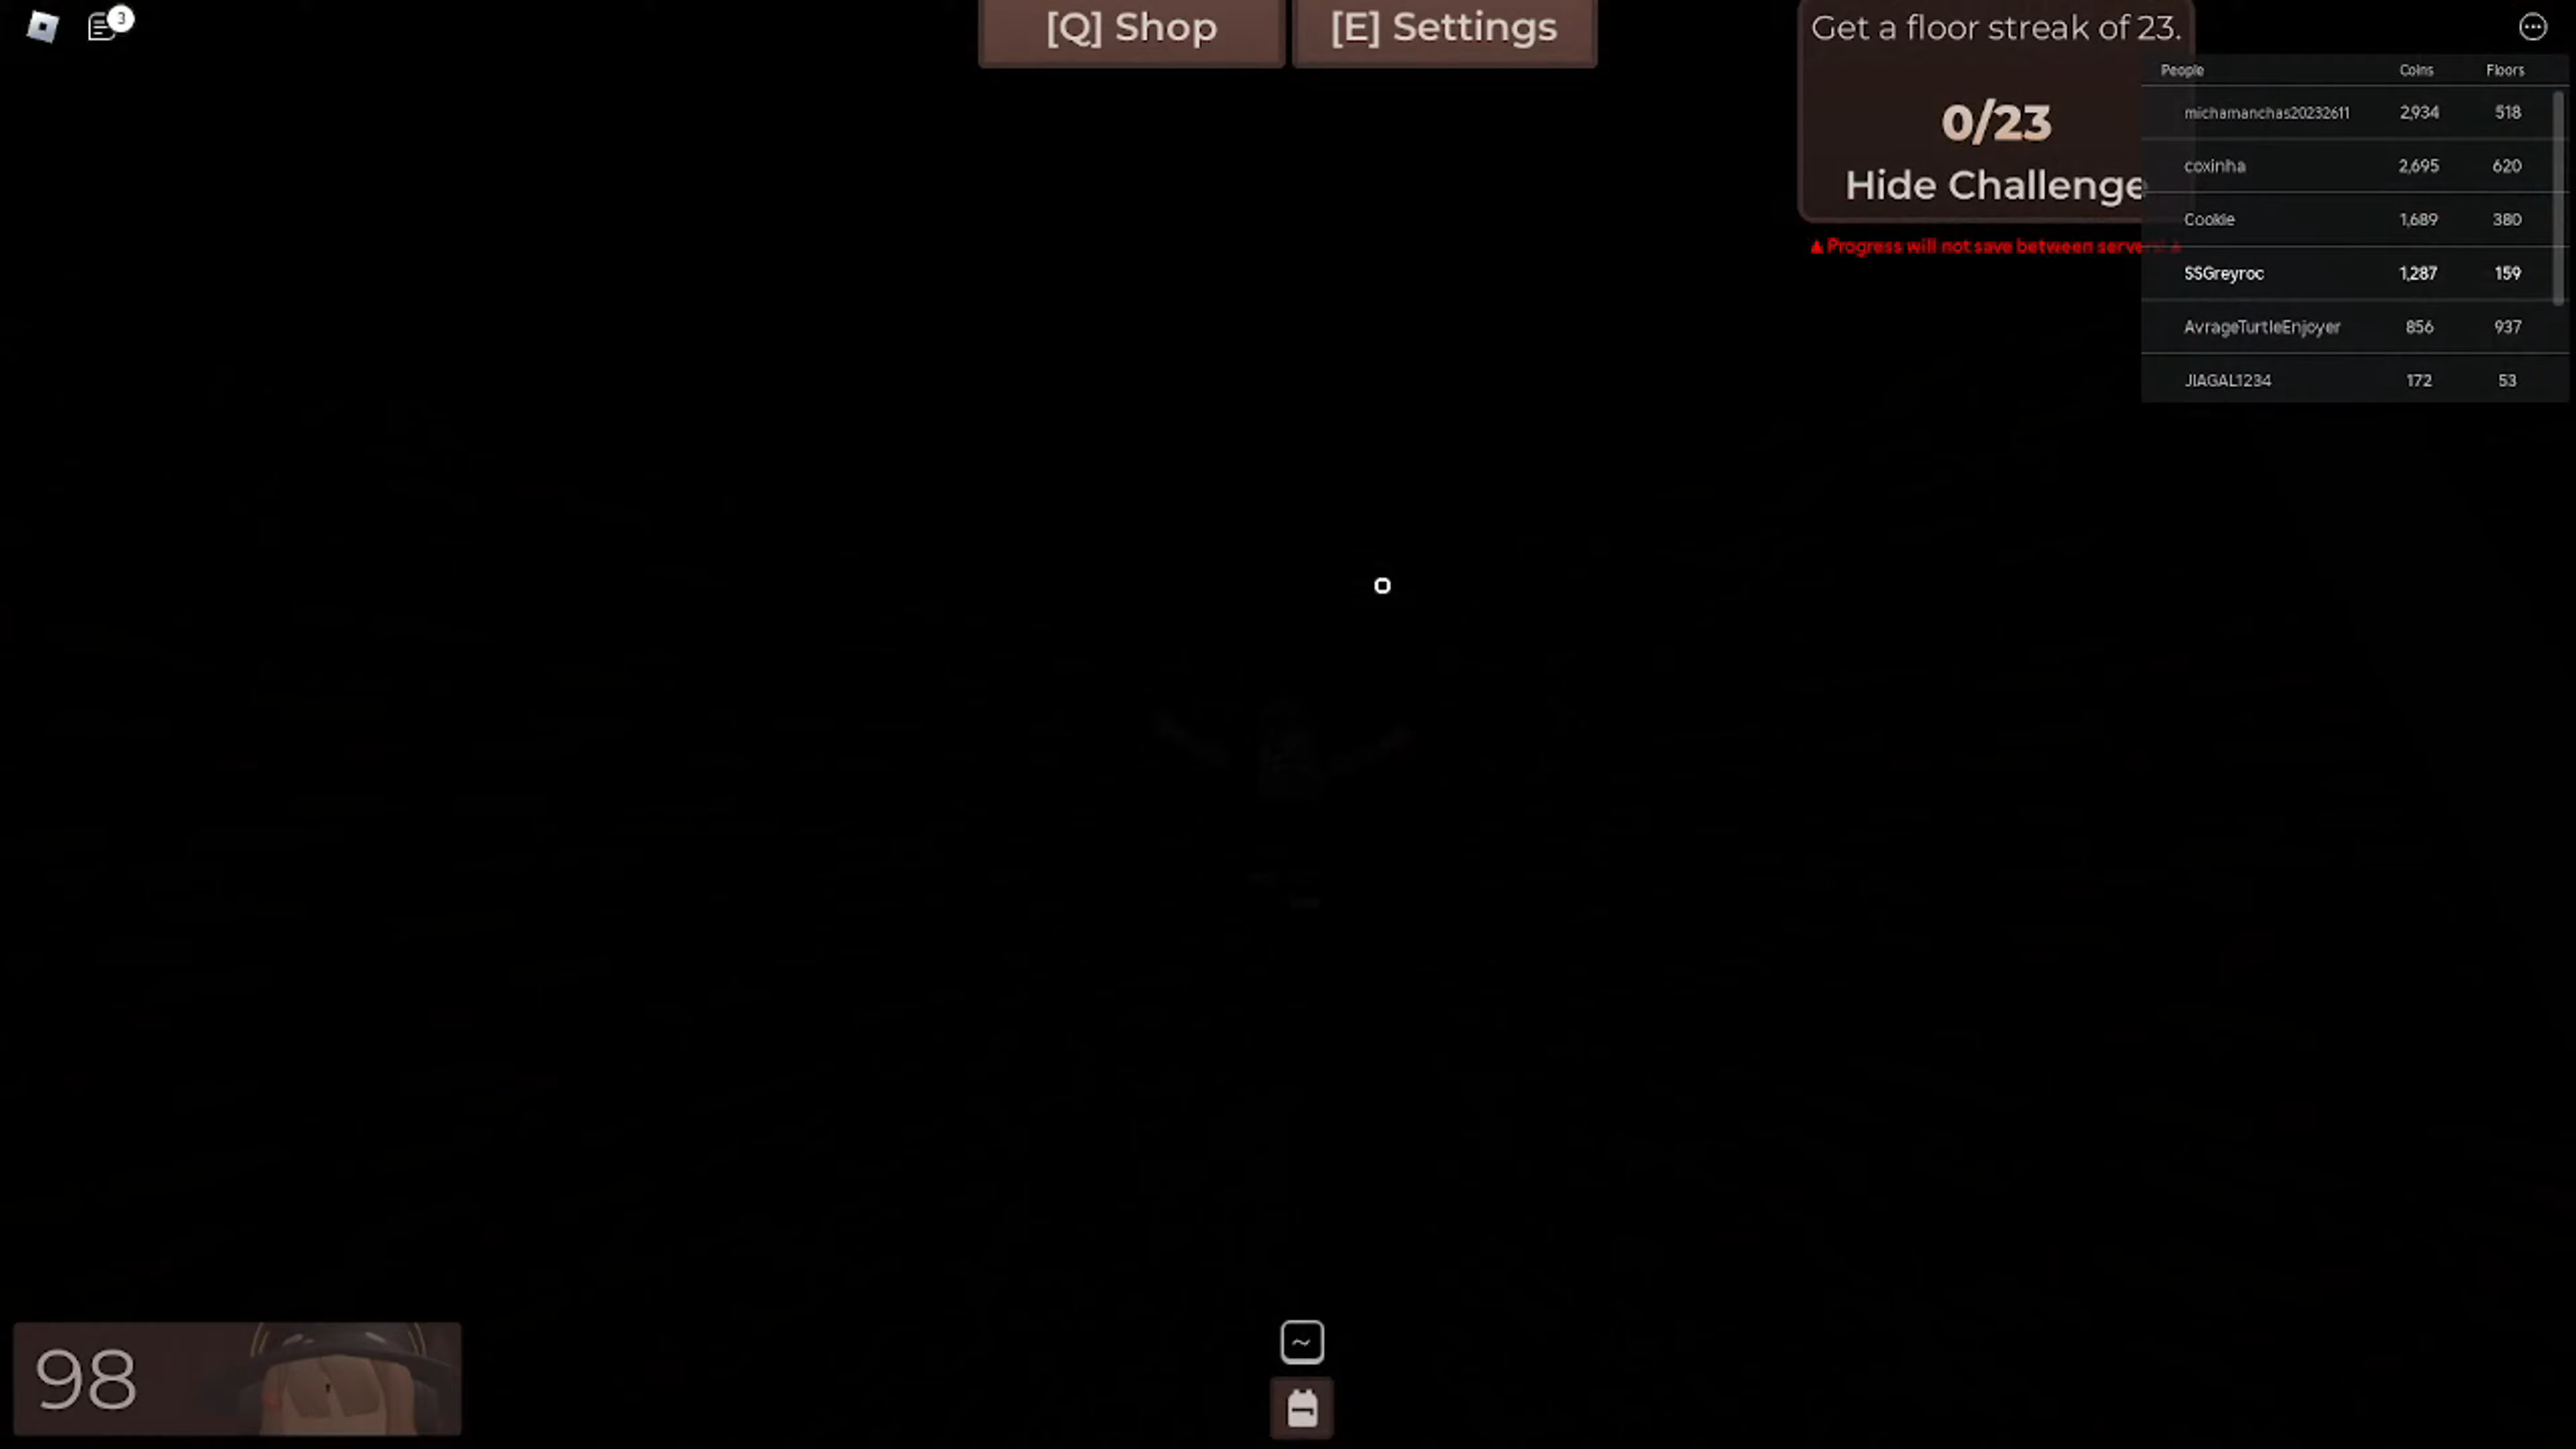 3
[Q] Shop
[E] Settings
Get a floor streak of 23.
0/23
Hide Challenge
▲ Progress will not save between servers! ▲
People Coins Floors
michamanchas20232611 2,934 518
coxinha 2,695 620
Cookie 1,689 380
SSGreyroc 1,287 159
AvrageTurtleEnjoyer 856 937
JIAGAL1234 172 53
98
~